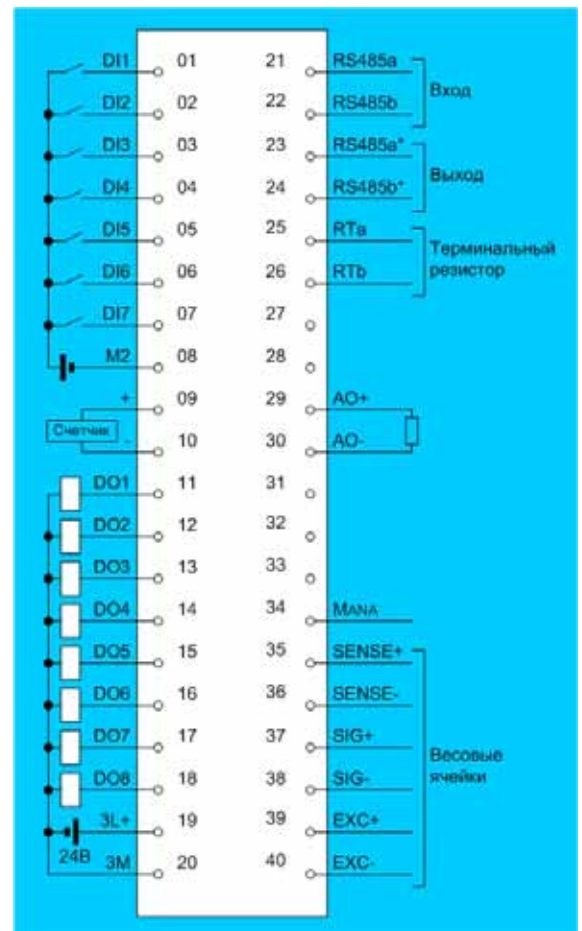 DI1 01 21 RS485a
Вход
DI2 02 22 RS485b
DI3 03 23 RS485a*
Выход
DI4 04 24 RS485b*
DI5 05 25 RTa
Терминальный
резистор
DI6 06 26 RTb
DI7 07 27
M2 08 28
+ 09 29 AO+
Счетчик
- 10 30 AO-
DO1 11 31
DO2 12 32
DO3 13 33
DO4 14 34 MANA
DO5 15 35 SENSE+
DO6 16 36 SENSE-
DO7 17 37 SIG+
Весовые
ячейки
DO8 18 38 SIG-
3L+ 19 39 EXC+
24В
3M 20 40 EXC-